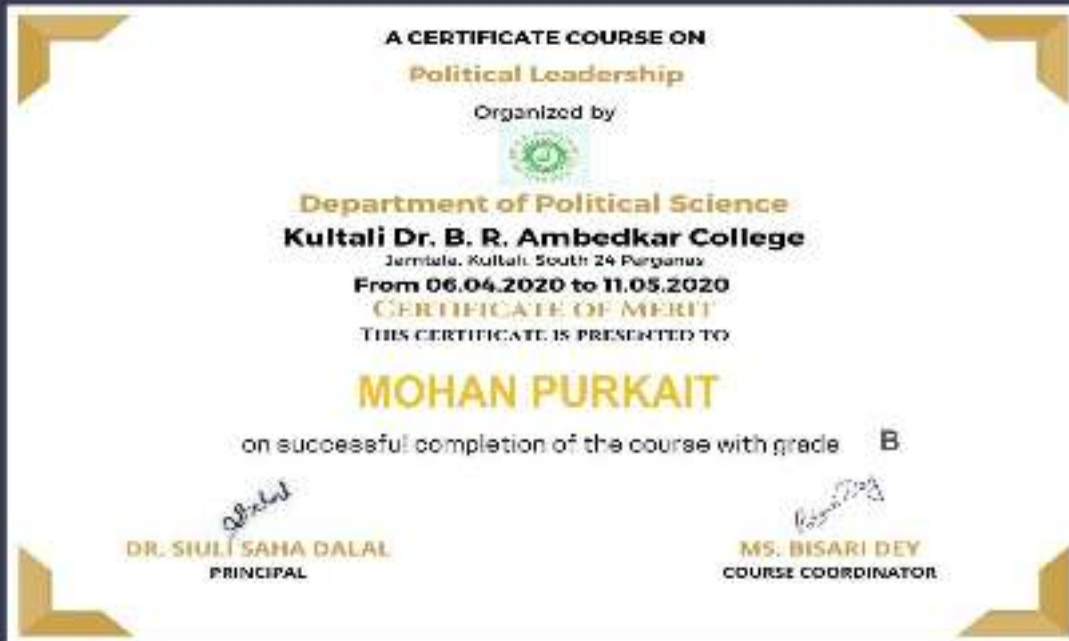 A CERTIFICATE COURSE ON
Political Leadership
Organized by
Department of Political Science
Kultali Dr. B. R. Ambedkar College
Jamtala, Kultali, South 24 Parganas
From 06.04.2020 to 11.05.2020
CERTIFICATE OF MERIT
THIS CERTIFICATE IS PRESENTED TO
MOHAN PURKAIT
on successful completion of the course with grade B
DR. SIULI SAHA DALAL
MS. BISARI DEY
PRINCIPAL
COURSE COORDINATOR